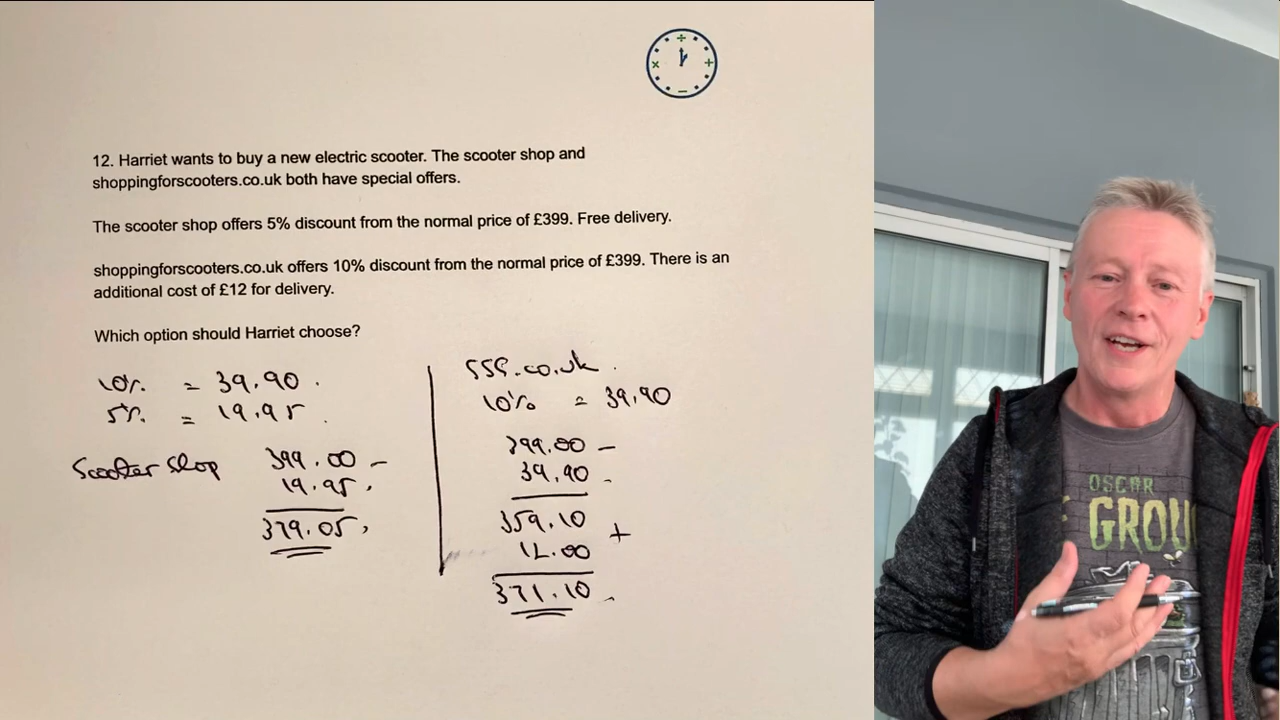 ÷
× +
−
12. Harriet wants to buy a new electric scooter. The scooter shop and
shoppingforscooters.co.uk both have special offers.
The scooter shop offers 5% discount from the normal price of £399. Free delivery.
shoppingforscooters.co.uk offers 10% discount from the normal price of £399. There is an
additional cost of £12 for delivery.
Which option should Harriet choose?
10% = 39.90
5% = 19.95
Scooter Shop
399.00 −
19.95
379.05
.co.uk
10% = 39.90
399.00 −
39.90
359.10
12.00 +
371.10
OSCAR
GROU